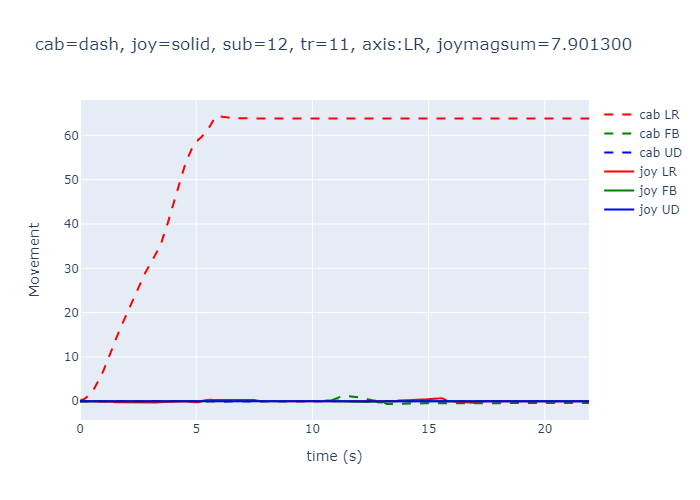 cab=dash, joy=solid, sub=12, tr=11, axis:LR, joymagsum=7.901300
cab LR
cab FB
cab UD
joy LR
joy FB
joy UD
Movement
60
50
40
30
20
10
0
0 5 10 15 20
time (s)